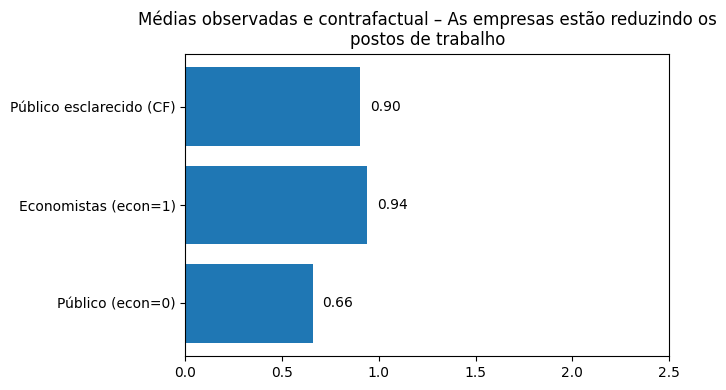 Médias observadas e contrafactual – As empresas estão reduzindo os
postos de trabalho
Público esclarecido (CF)
0.90
Economistas (econ=1)
0.94
Público (econ=0)
0.66
0.0 0.5 1.0 1.5 2.0 2.5